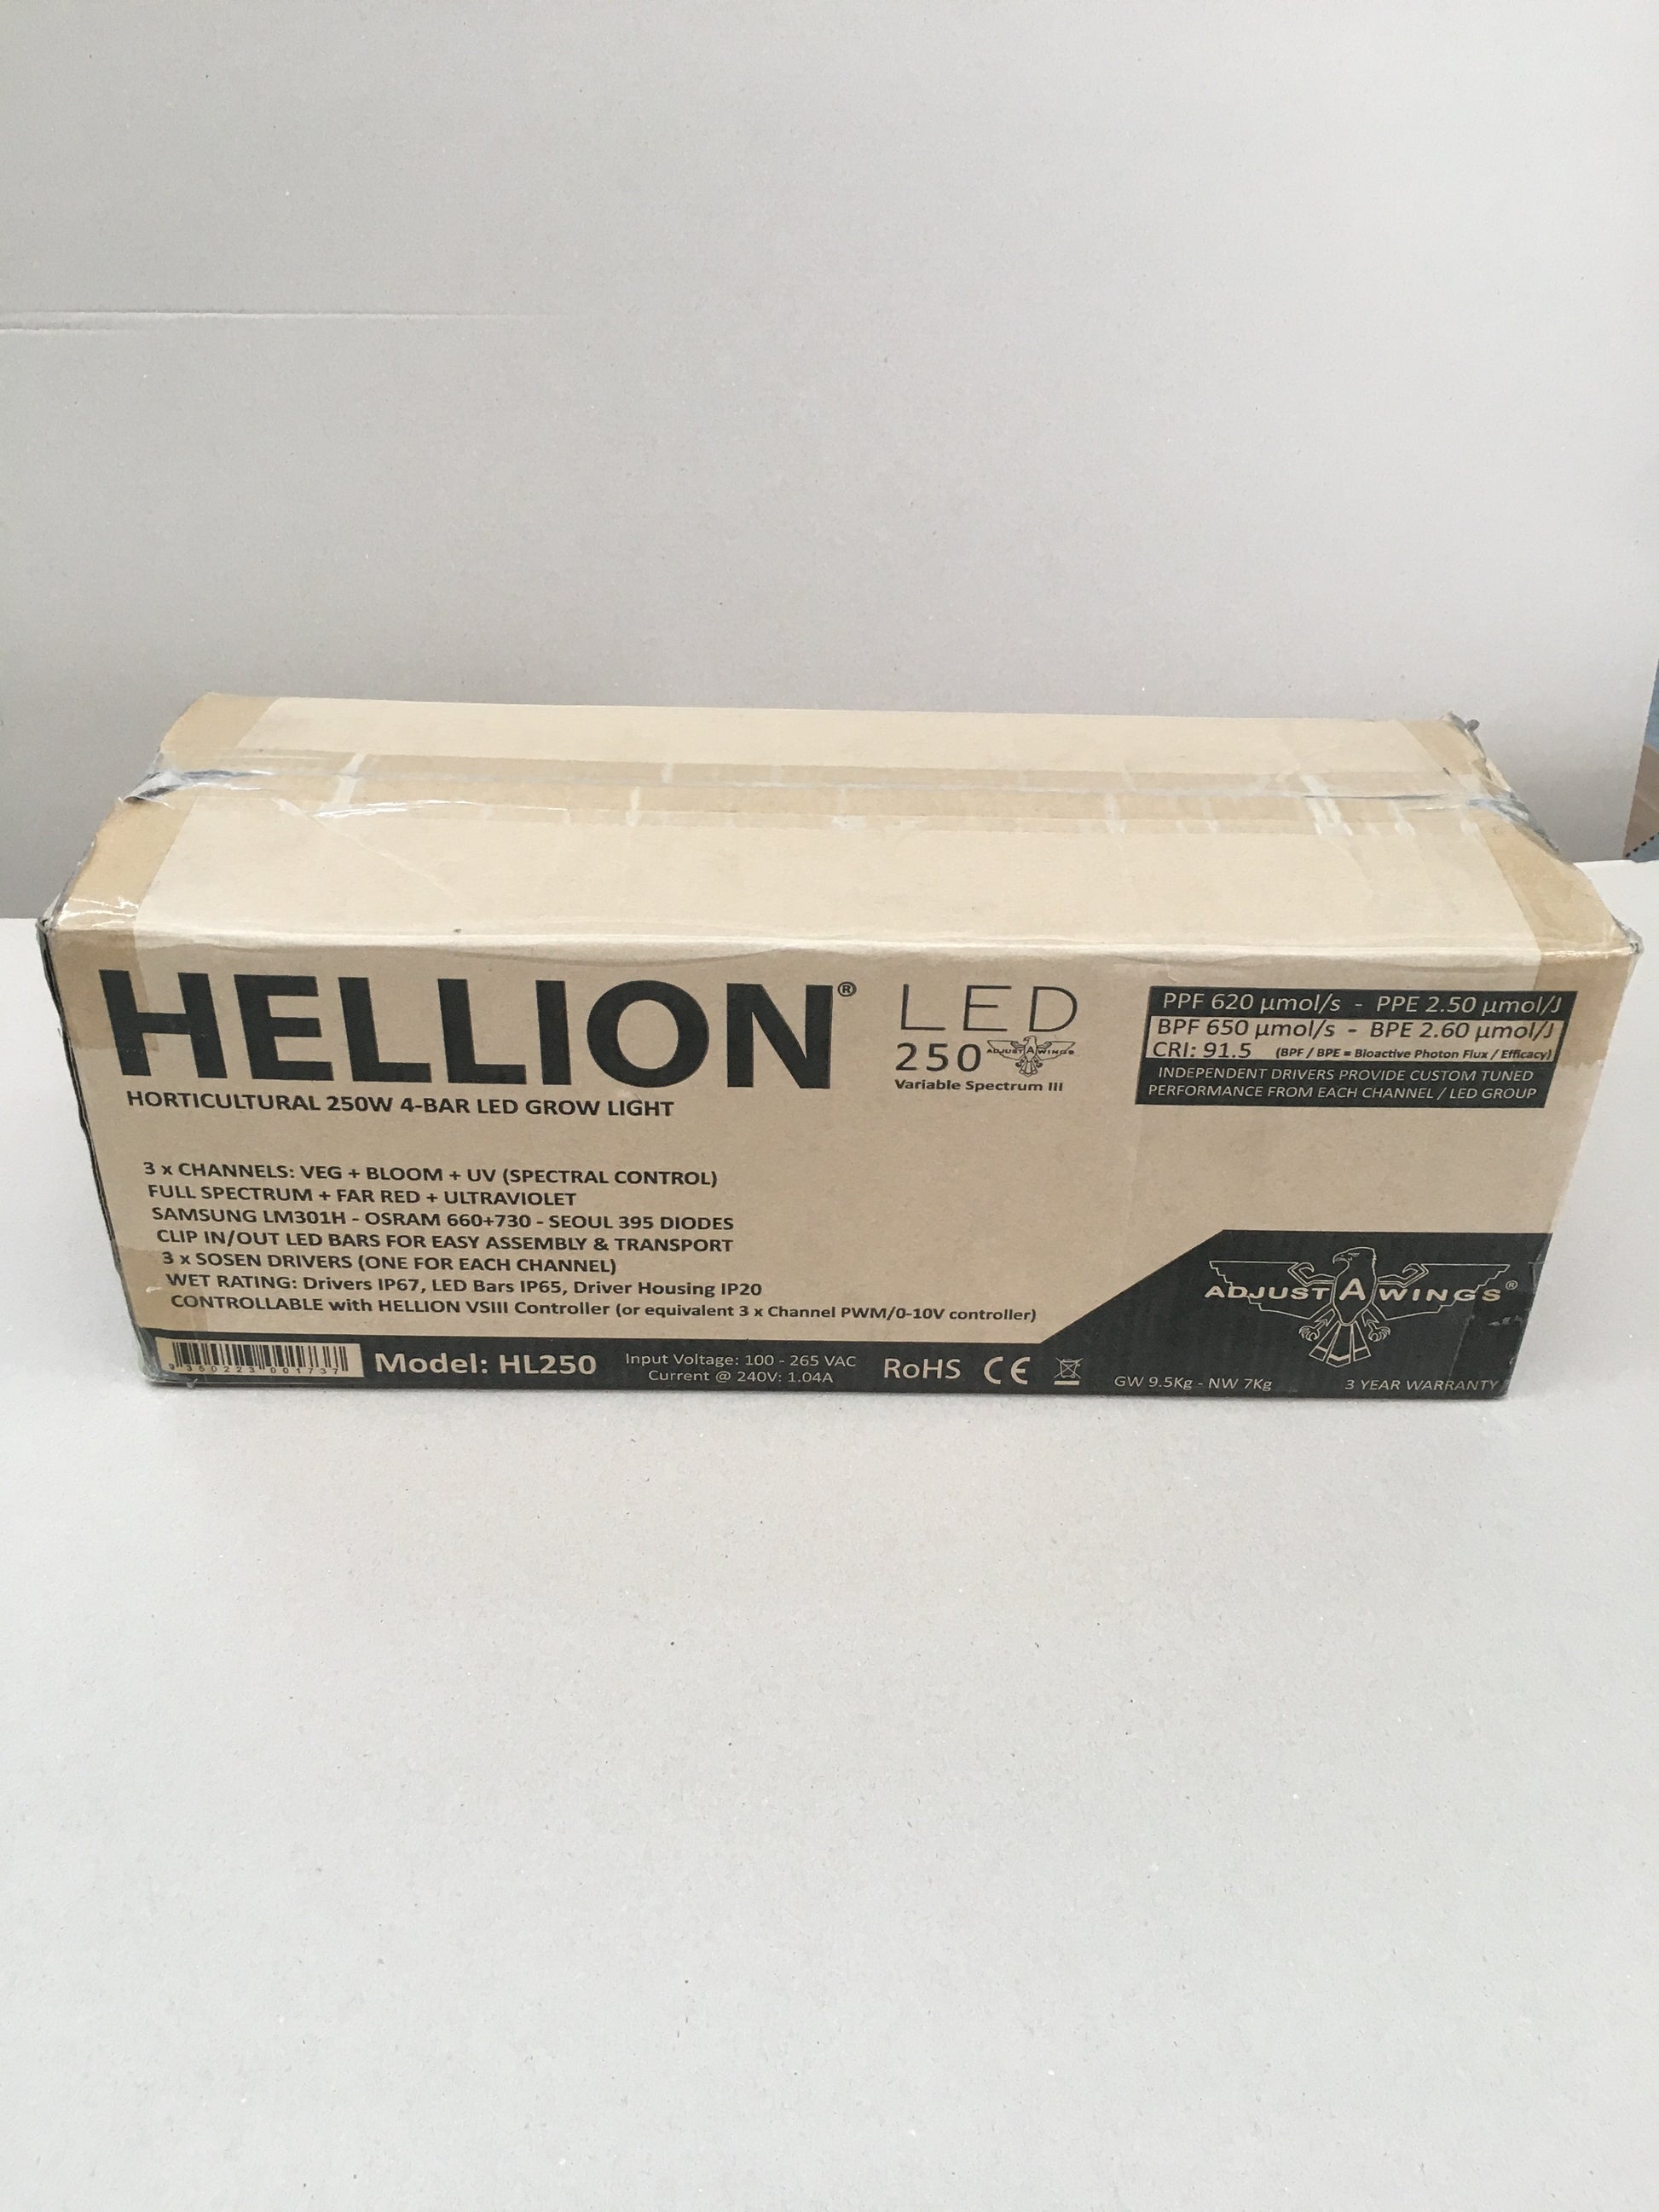 HELLION®
LED
250 ADJUST A WINGS
Variable Spectrum III
HORTICULTURAL 250W 4-BAR LED GROW LIGHT
PPF 620 µmol/s - PPE 2.50 µmol/J
BPF 650 µmol/s - BPE 2.60 µmol/J
CRI: 91.5 (BPF / BPE = Bioactive Photon Flux / Efficacy)
INDEPENDENT DRIVERS PROVIDE CUSTOM TUNED
PERFORMANCE FROM EACH CHANNEL / LED GROUP
3 x CHANNELS: VEG + BLOOM + UV (SPECTRAL CONTROL)
FULL SPECTRUM + FAR RED + ULTRAVIOLET
SAMSUNG LM301H - OSRAM 660+730 - SEOUL 395 DIODES
CLIP IN/OUT LED BARS FOR EASY ASSEMBLY & TRANSPORT
3 x SOSEN DRIVERS (ONE FOR EACH CHANNEL)
WET RATING: Drivers IP67, LED Bars IP65, Driver Housing IP20
CONTROLLABLE with HELLION VSIII Controller (or equivalent 3 x Channel PWM/0-10V controller)
ADJUST A WINGS®
9 350223 001737
Model: HL250
Input Voltage: 100 - 265 VAC
Current @ 240V: 1.04A
RoHS CE
GW 9.5Kg - NW 7Kg
3 YEAR WARRANTY